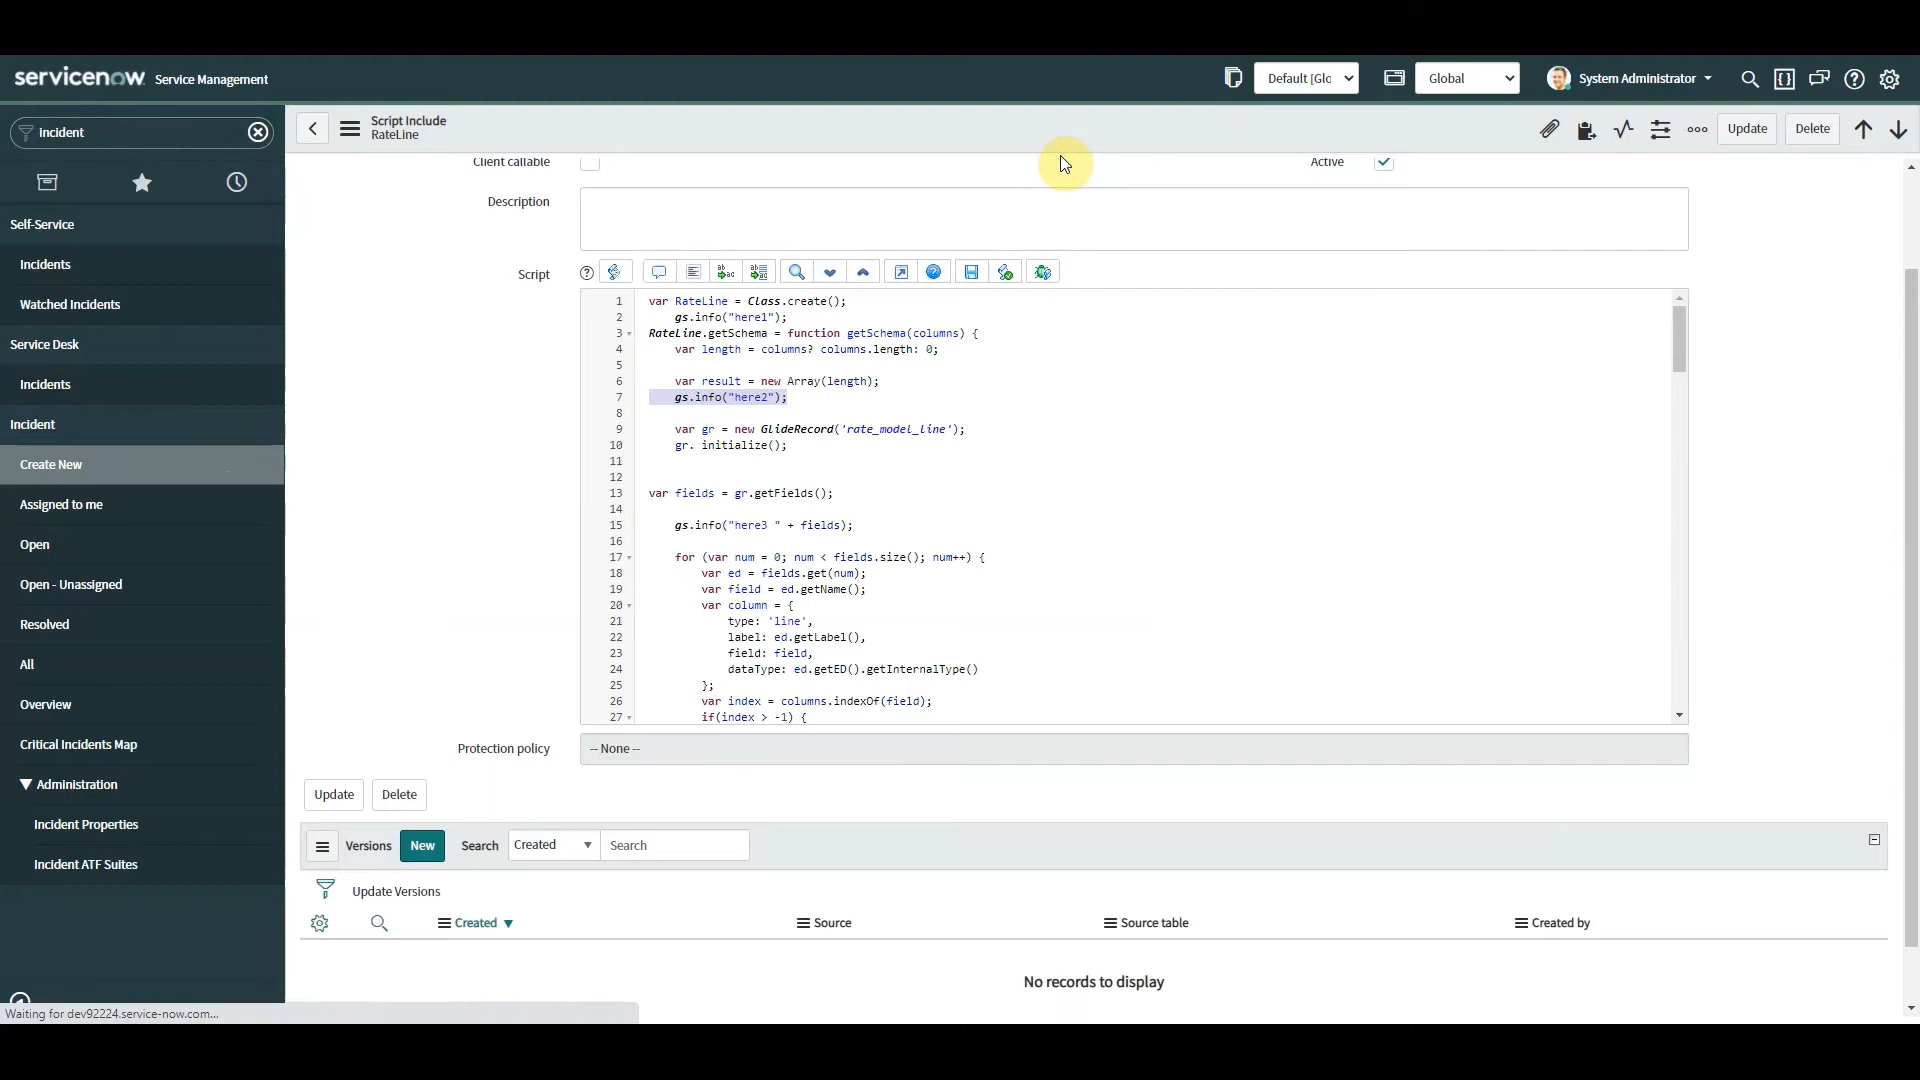 servicenow Service Management
Default [Glc
Global
System Administrator
incident
Script Include
RateLine
Update
Delete
Self-Service
Incidents
Watched Incidents
Service Desk
Incidents
Incident
Create New
Assigned to me
Open
Open - Unassigned
Resolved
All
Overview
Critical Incidents Map
Administration
Incident Properties
Incident ATF Suites
Waiting for dev92224.service-now.com...
Client callable
Active
Description
Script
1 var RateLine = Class.create();
2 gs.info("here1");
3 RateLine.getSchema = function getSchema(columns) {
4 var length = columns? columns.length: 0;
5
6 var result = new Array(length);
7 gs.info("here2");
8
9 var gr = new GlideRecord('rate_model_line');
10 gr. initialize();
11
12
13 var fields = gr.getFields();
14
15 gs.info("here3 " + fields);
16
17 for (var num = 0; num < fields.size(); num++) {
18 var ed = fields.get(num);
19 var field = ed.getName();
20 var column = {
21 type: 'line',
22 label: ed.getLabel(),
23 field: field,
24 dataType: ed.getED().getInternalType()
25 };
26 var index = columns.indexOf(field);
27 if(index > -1) {
Protection policy
-- None --
Update
Delete
Versions
New
Search
Created
Search
Update Versions
Created
Source
Source table
Created by
No records to display